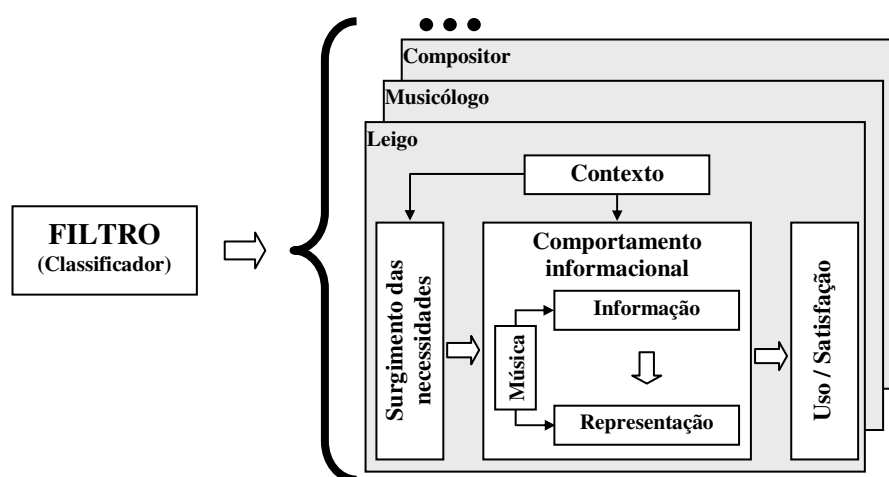 Compositor
Musicólogo
Leigo
Contexto
FILTRO
(Classificador)
Surgimento das
necessidades
Comportamento
informacional
Informação
Música
Representação
Uso / Satisfação